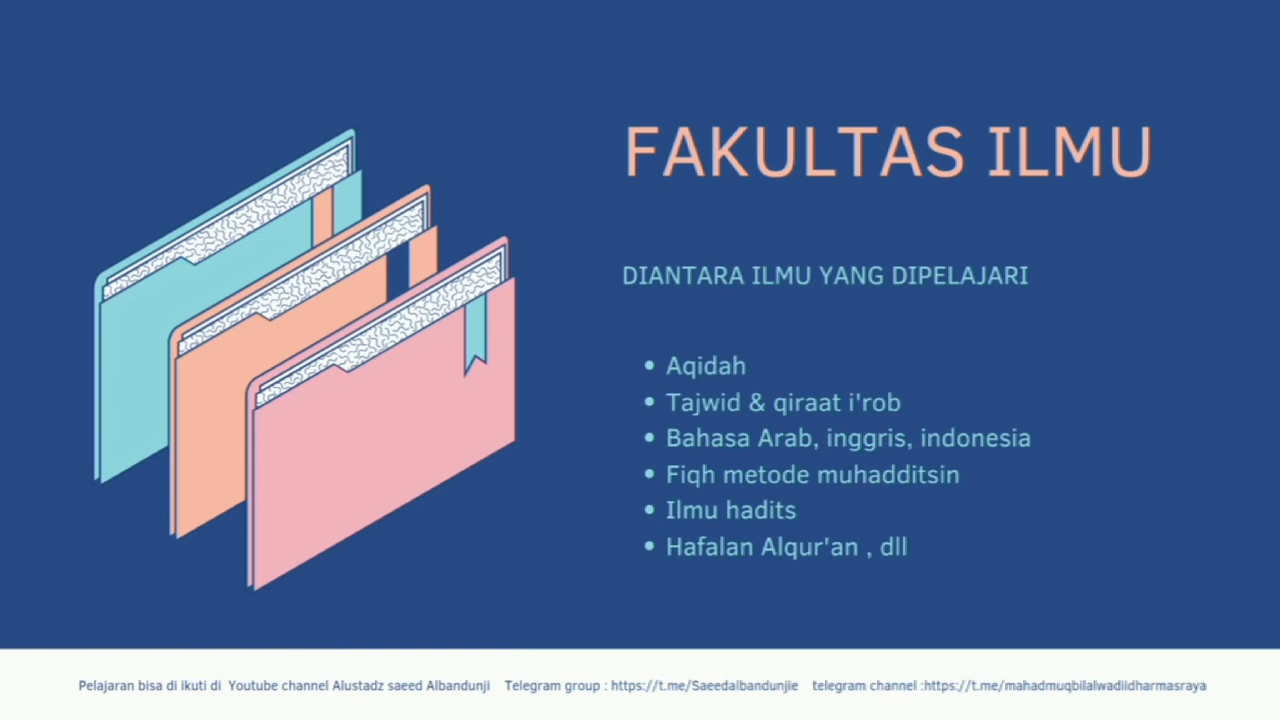 FAKULTAS ILMU
DIANTARA ILMU YANG DIPELAJARI
• Aqidah
• Tajwid & qiraat i'rob
• Bahasa Arab, inggris, indonesia
• Fiqh metode muhadditsin
• Ilmu hadits
• Hafalan Alqur'an , dll
Pelajaran bisa di ikuti di Youtube channel Alustadz saeed Albandunji Telegram group : https://t.me/Saeedalbandunjie telegram channel :https://t.me/mahadmuqbilalwadiidharmasraya